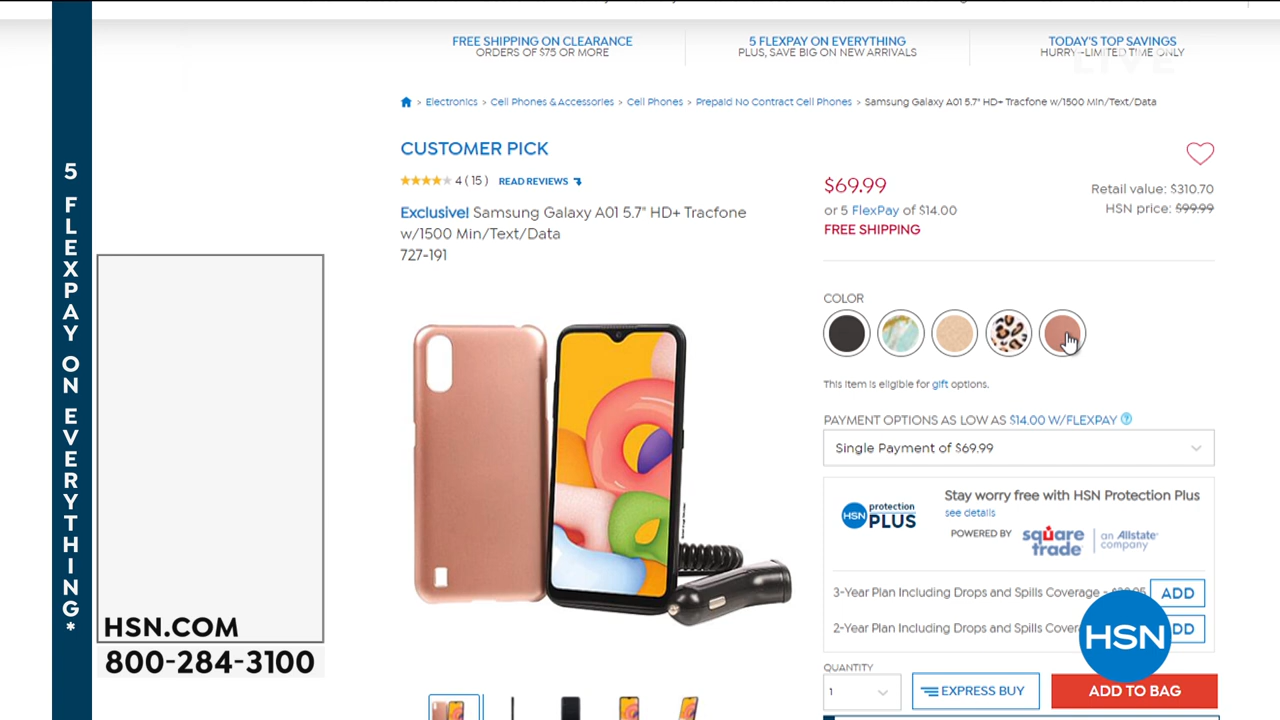 FREE SHIPPING ON CLEARANCE
ORDERS OF $75 OR MORE
5 FLEXPAY ON EVERYTHING
PLUS, SAVE BIG ON NEW ARRIVALS
TODAY'S TOP SAVINGS
HURRY–LIMITED TIME ONLY
LIVE
Electronics > Cell Phones & Accessories > Cell Phones > Prepaid No Contract Cell Phones > Samsung Galaxy A01 5.7" HD+ Tracfone w/1500 Min/Text/Data
CUSTOMER PICK
4 ( 15 ) READ REVIEWS
Exclusive! Samsung Galaxy A01 5.7" HD+ Tracfone
w/1500 Min/Text/Data
727-191
$69.99
Retail value: $310.70
or 5 FlexPay of $14.00
HSN price: $99.99
FREE SHIPPING
COLOR
This item is eligible for gift options.
PAYMENT OPTIONS AS LOW AS $14.00 W/FLEXPAY ?
Single Payment of $69.99
HSN protection PLUS
Stay worry free with HSN Protection Plus
see details
POWERED BY square trade | an Allstate company
3-Year Plan Including Drops and Spills Coverage -
ADD
2-Year Plan Including Drops and Spills
HSN
QUANTITY
1
EXPRESS BUY
ADD TO BAG
5 FLEXPAY ON EVERYTHING*
HSN.COM
800-284-3100